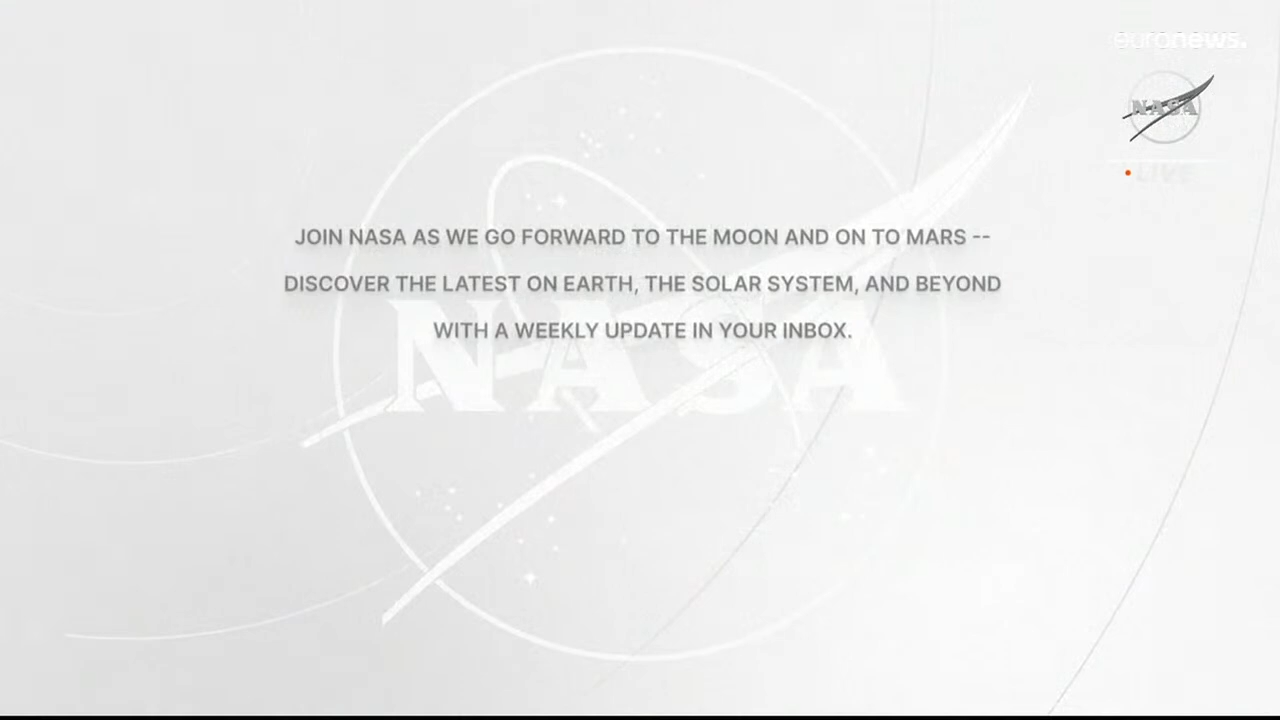 euronews.
NASA
LIVE
JOIN NASA AS WE GO FORWARD TO THE MOON AND ON TO MARS --
DISCOVER THE LATEST ON EARTH, THE SOLAR SYSTEM, AND BEYOND
WITH A WEEKLY UPDATE IN YOUR INBOX.
NASA